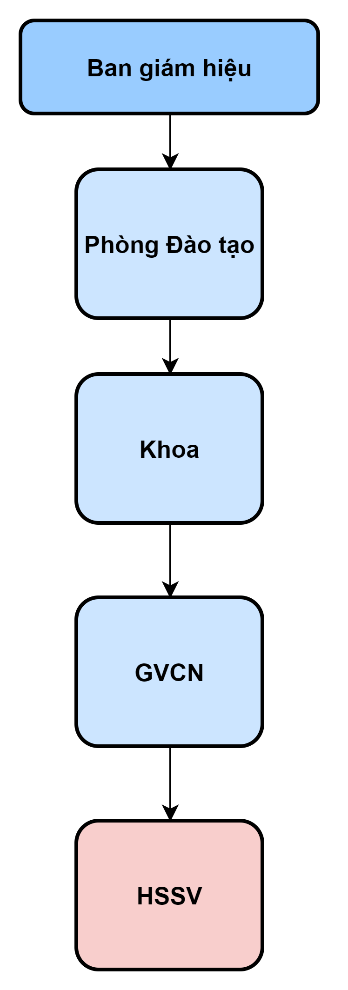 Ban giám hiệu
Phòng Đào tạo
Khoa
GVCN
HSSV